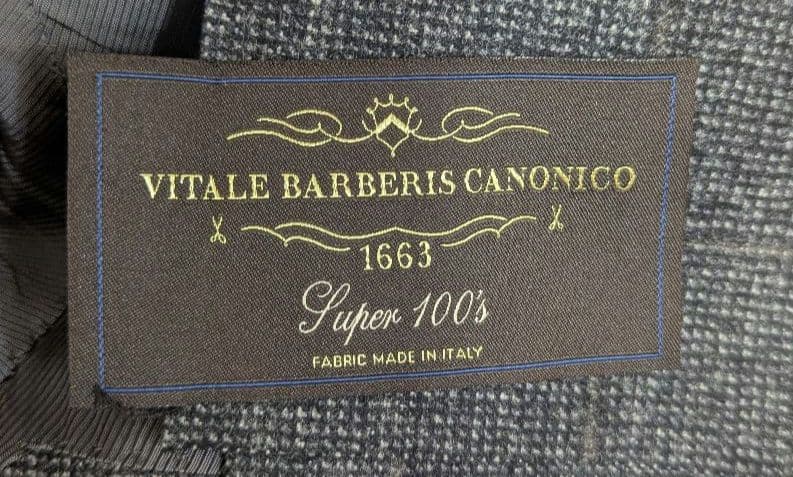 VITALE BARBERIS CANONICO
1663
Super 100's
FABRIC MADE IN ITALY